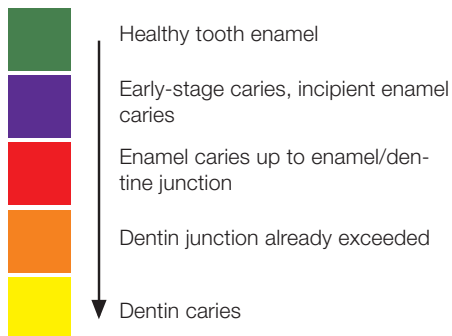 Healthy tooth enamel
Early-stage caries, incipient enamel
caries
Enamel caries up to enamel/den-
tine junction
Dentin junction already exceeded
Dentin caries